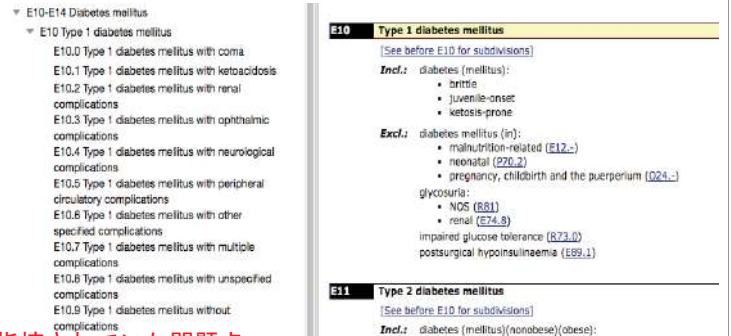 E10-E14 Diabetes mellitus
E10 Type 1 diabetes mellitus
E10.0 Type 1 diabetes mellitus with coma
E10.1 Type 1 diabetes mellitus with ketoacidosis
E10.2 Type 1 diabetes mellitus with renal
complications
E10.3 Type 1 diabetes mellitus with ophthalmic
complications
E10.4 Type 1 diabetes mellitus with neurological
complications
E10.5 Type 1 diabetes mellitus with peripheral
circulatory complications
E10.6 Type 1 diabetes mellitus with other
specified complications
E10.7 Type 1 diabetes mellitus with multiple
complications
E10.8 Type 1 diabetes mellitus with unspecified
complications
E10.9 Type 1 diabetes mellitus without
complications
E10 Type 1 diabetes mellitus
[See before E10 for subdivisions]
Incl.: diabetes (mellitus):
• brittle
• juvenile-onset
• ketosis-prone
Excl.: diabetes mellitus (in):
• malnutrition-related (E12.-)
• neonatal (P70.2)
• pregnancy, childbirth and the puerperium (O24.-)
glycosuria:
• NOS (R81)
• renal (E74.8)
impaired glucose tolerance (R73.0)
postsurgical hypoinsulinaemia (E89.1)
E11 Type 2 diabetes mellitus
[See before E10 for subdivisions]
Incl.: diabetes (mellitus)(nonobese)(obese):